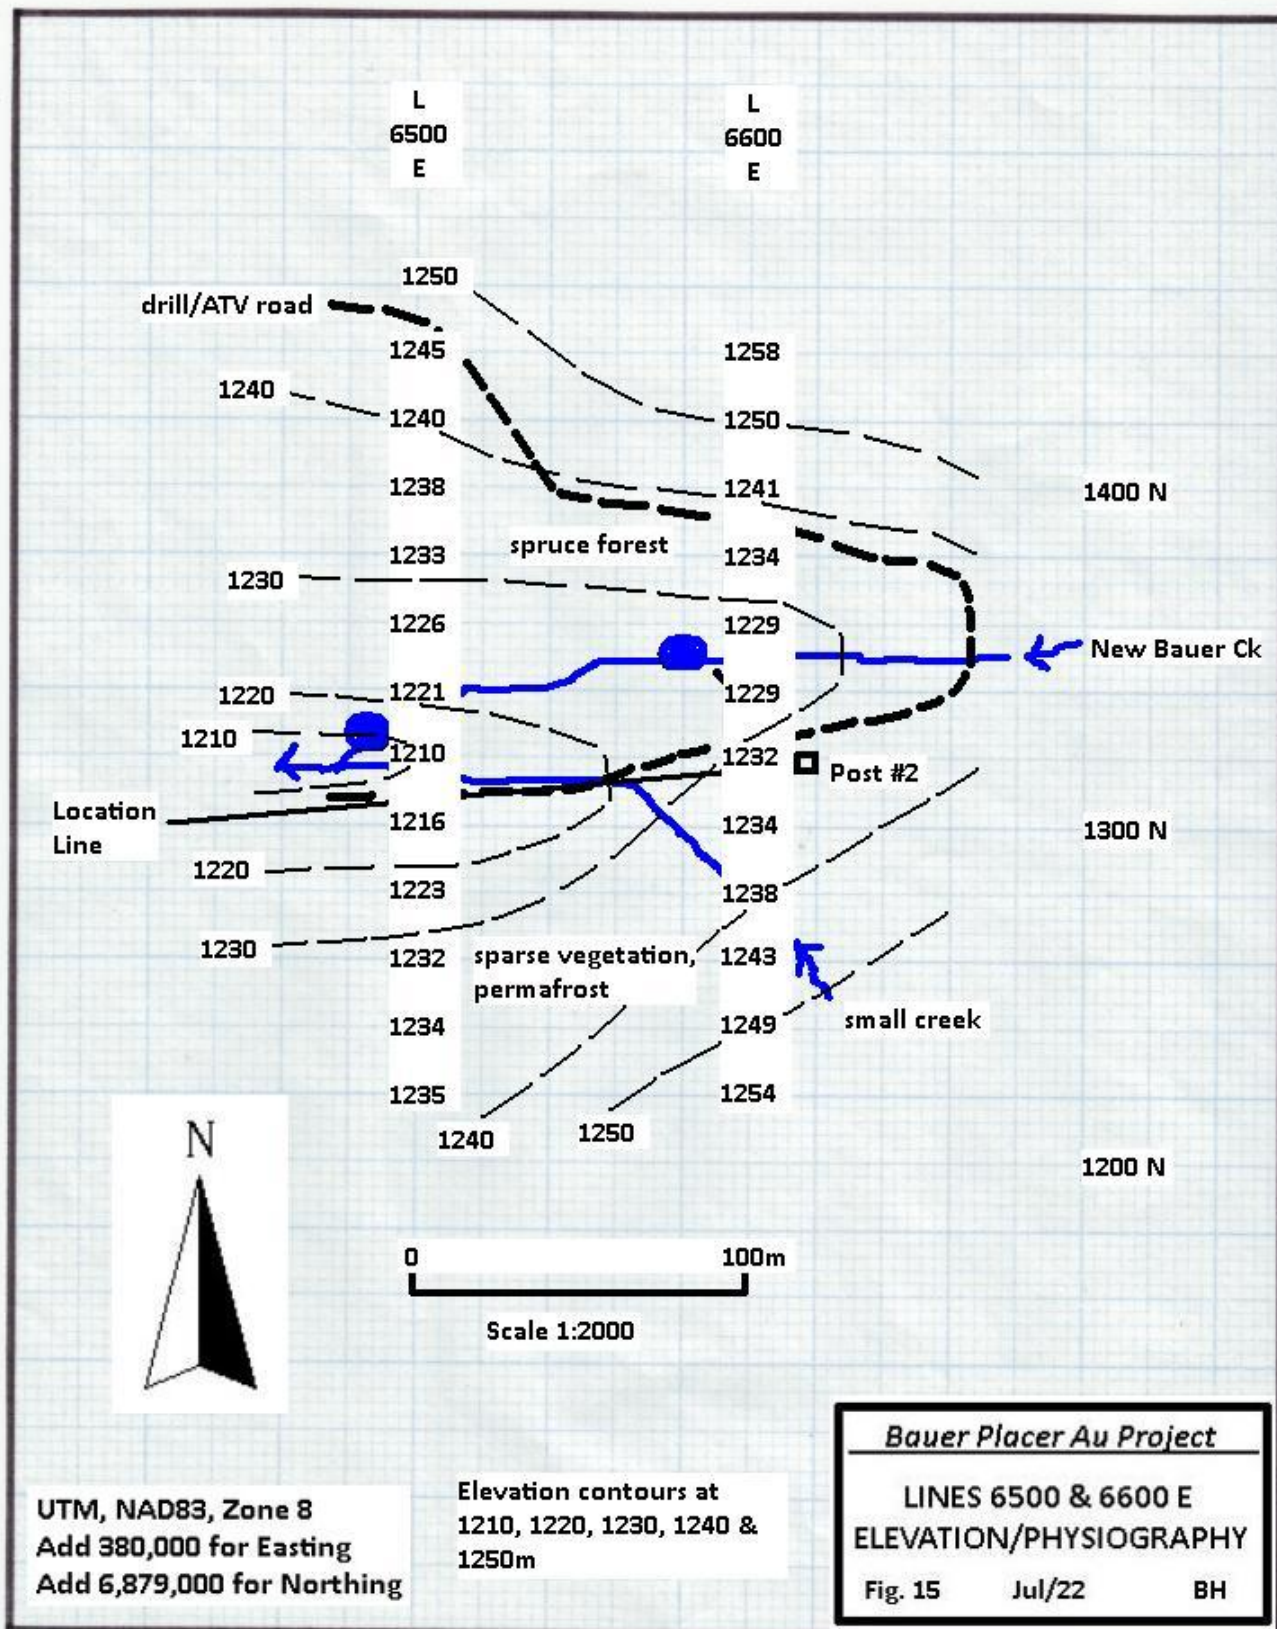 L
6500
E
L
6600
E
1250
drill/ATV road
1245
1258
1240
1240
1250
1238
1241
1400 N
spruce forest
1233
1234
1230
1226
1229
New Bauer Ck
1220
1221
1229
1210
1210
1232
Post #2
Location
Line
1216
1234
1300 N
1220
1223
1238
1230
1232
sparse vegetation,
permafrost
1243
1234
1249
small creek
1235
1254
1240
1250
N
1200 N
0
100m
Scale 1:2000
UTM, NAD83, Zone 8
Add 380,000 for Easting
Add 6,879,000 for Northing
Elevation contours at
1210, 1220, 1230, 1240 &
1250m
Bauer Placer Au Project
LINES 6500 & 6600 E
ELEVATION/PHYSIOGRAPHY
Fig. 15 Jul/22 BH